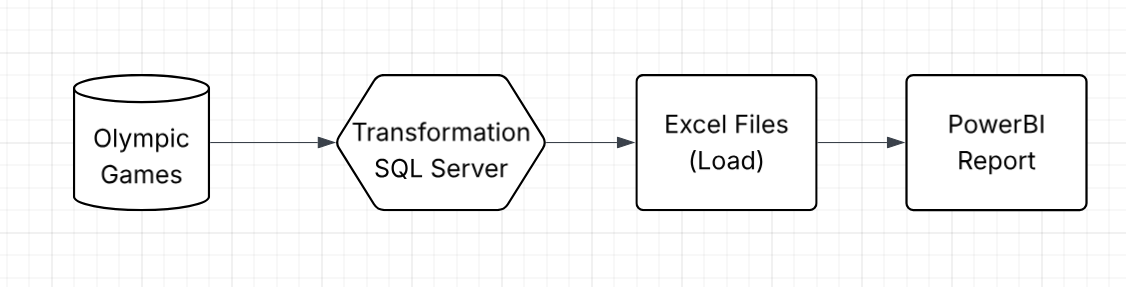 Olympic
Games
Transformation
SQL Server
Excel Files
(Load)
PowerBI
Report